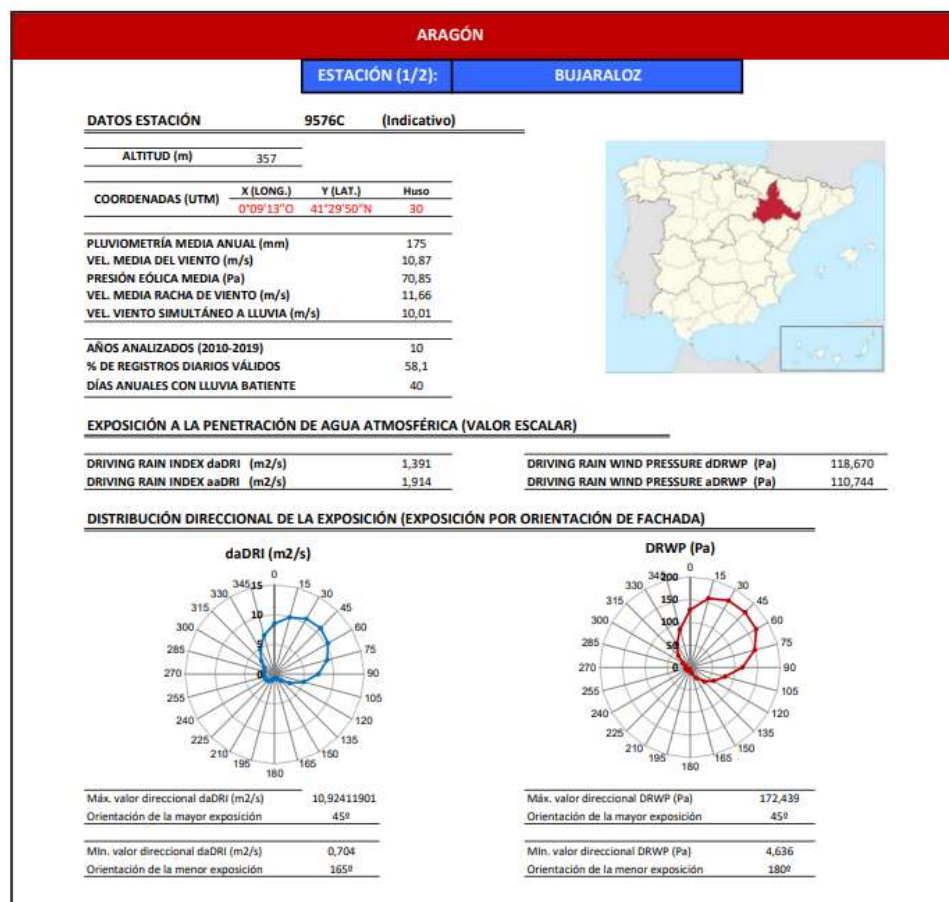 ARAGÓN
ESTACIÓN (1/2): BUJARALOZ
DATOS ESTACIÓN 9576C (Indicativo)
ALTITUD (m) 357
COORDENADAS (UTM) X (LONG.) Y (LAT.) Huso
0°09'13''O 41°29'50''N 30
PLUVIOMETRÍA MEDIA ANUAL (mm) 175
VEL. MEDIA DEL VIENTO (m/s) 10,87
PRESIÓN EÓLICA MEDIA (Pa) 70,85
VEL. MEDIA RACHA DE VIENTO (m/s) 11,66
VEL. VIENTO SIMULTÁNEO A LLUVIA (m/s) 10,01
AÑOS ANALIZADOS (2010-2019) 10
% DE REGISTROS DIARIOS VÁLIDOS 58,1
DÍAS ANUALES CON LLUVIA BATIENTE 40
EXPOSICIÓN A LA PENETRACIÓN DE AGUA ATMOSFÉRICA (VALOR ESCALAR)
DRIVING RAIN INDEX daDRI (m2/s) 1,391 DRIVING RAIN WIND PRESSURE dDRWP (Pa) 118,670
DRIVING RAIN INDEX aaDRI (m2/s) 1,914 DRIVING RAIN WIND PRESSURE aDRWP (Pa) 110,744
DISTRIBUCIÓN DIRECCIONAL DE LA EXPOSICIÓN (EXPOSICIÓN POR ORIENTACIÓN DE FACHADA)
daDRI (m2/s)
0
15
30
45
60
75
90
105
120
135
150
165
180
195
210
225
240
255
270
285
300
315
330
345
15
10
5
0
DRWP (Pa)
0
15
30
45
60
75
90
105
120
135
150
165
180
195
210
225
240
255
270
285
300
315
330
345
200
150
100
50
0
Máx. valor direccional daDRI (m2/s) 10,92411901 Máx. valor direccional DRWP (Pa) 172,439
Orientación de la mayor exposición 45º Orientación de la mayor exposición 45º
MIn. valor direccional daDRI (m2/s) 0,704 MIn. valor direccional DRWP (Pa) 4,636
Orientación de la menor exposición 165º Orientación de la menor exposición 180º